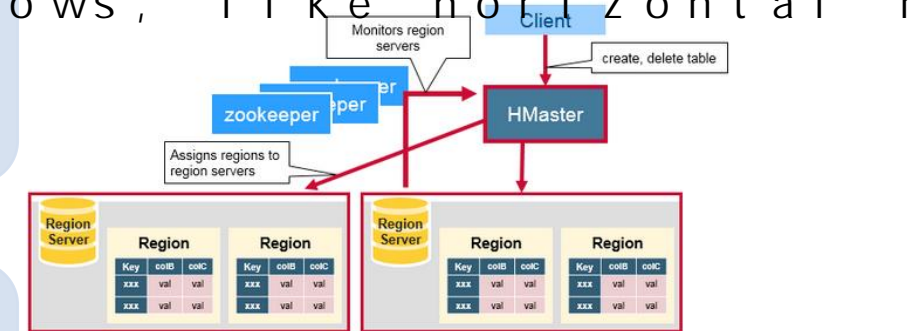 ows, like horizontal
Client
Monitors region
servers
create, delete table
zookeeper
HMaster
Assigns regions to
region servers
Region
Server
Region
Key colB colC
xxx val val
xxx val val
Region
Key colB colC
xxx val val
xxx val val
Region
Server
Region
Key colB colC
xxx val val
xxx val val
Region
Key colB colC
xxx val val
xxx val val